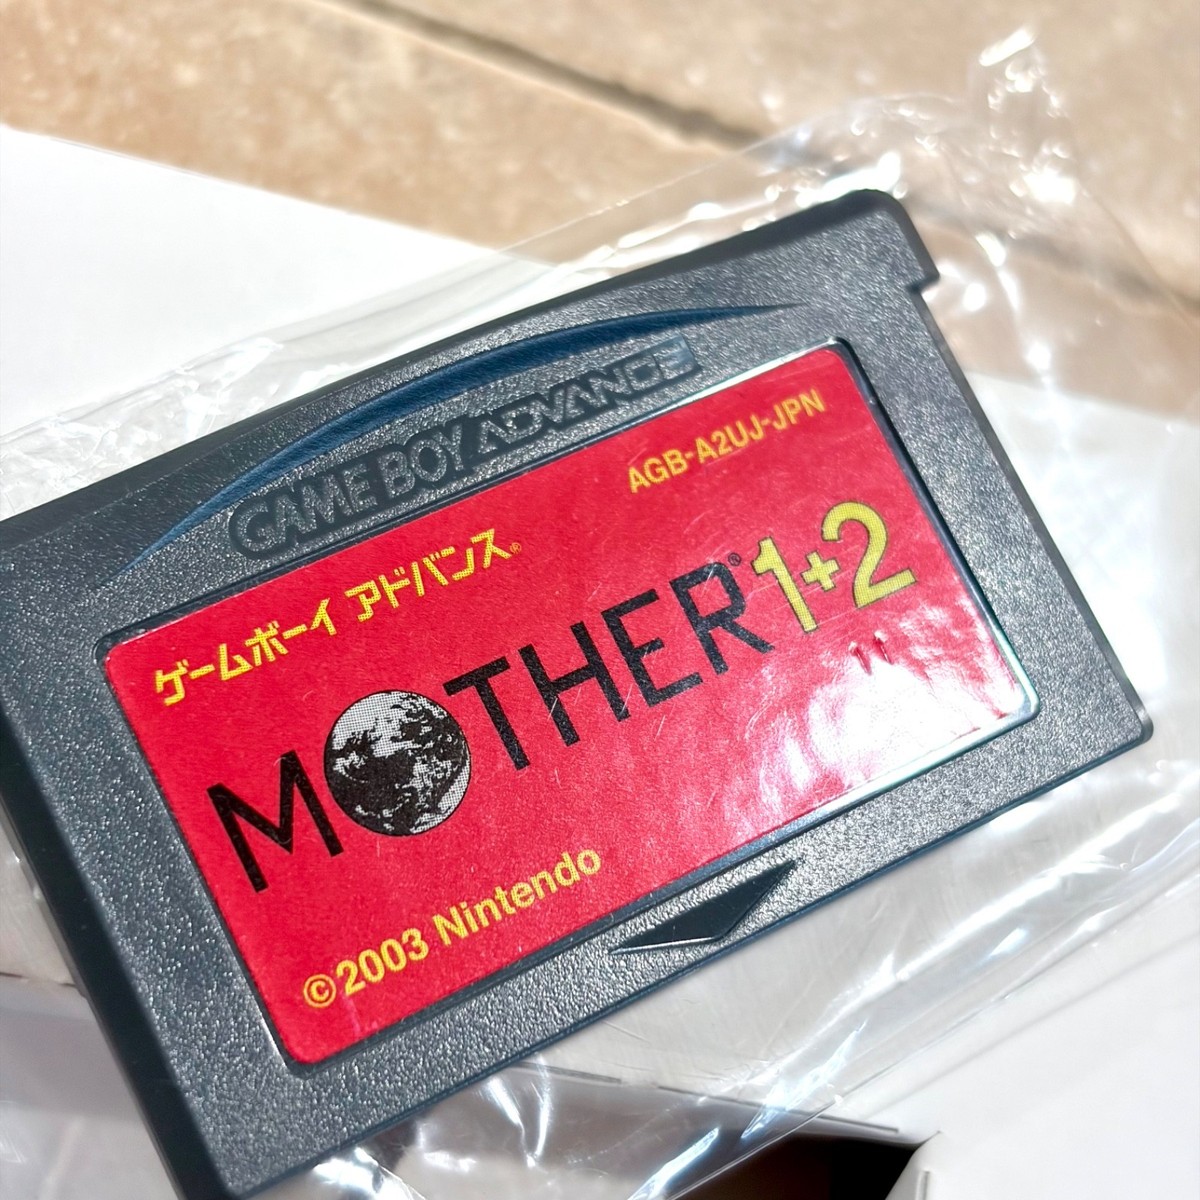 GAME BOY ADVANCE
AGB-A2UJ-JPN
ゲームボーイ アドバンス®
MOTHER® 1+2
©2003 Nintendo